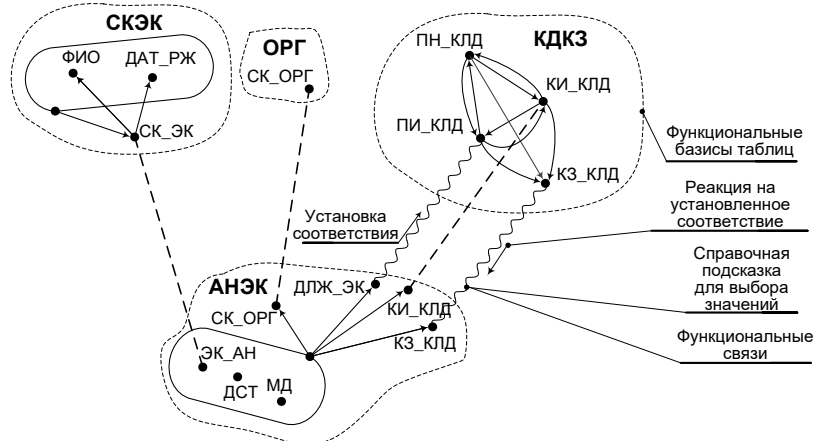 СКЭК
ФИО
ДАТ_РЖ
СК_ЭК
ОРГ
СК_ОРГ
КДКЗ
ПН_КЛД
КИ_КЛД
ПИ_КЛД
КЗ_КЛД
Функциональные
базисы таблиц
Реакция на
установленное
соответствие
Справочная
подсказка
для выбора
значений
Функциональные
связи
Установка
соответствия
АНЭК
ДЛЖ_ЭК
СК_ОРГ
КИ_КЛД
КЗ_КЛД
ЭК_АН
ДСТ
МД